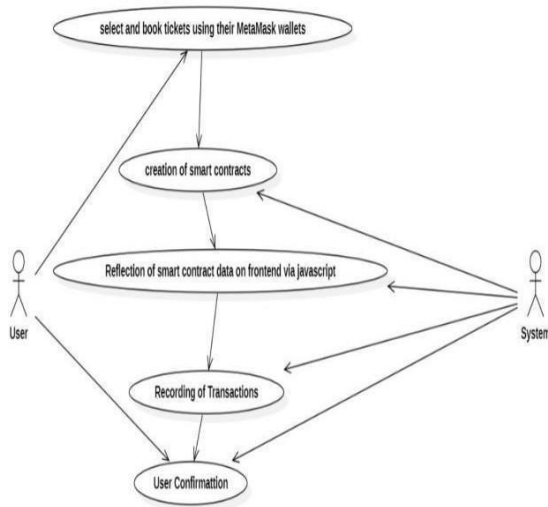 select and book tickets using their MetaMask wallets
creation of smart contracts
Reflection of smart contract data on frontend via javascript
User
System
Recording of Transactions
User Confirmattion